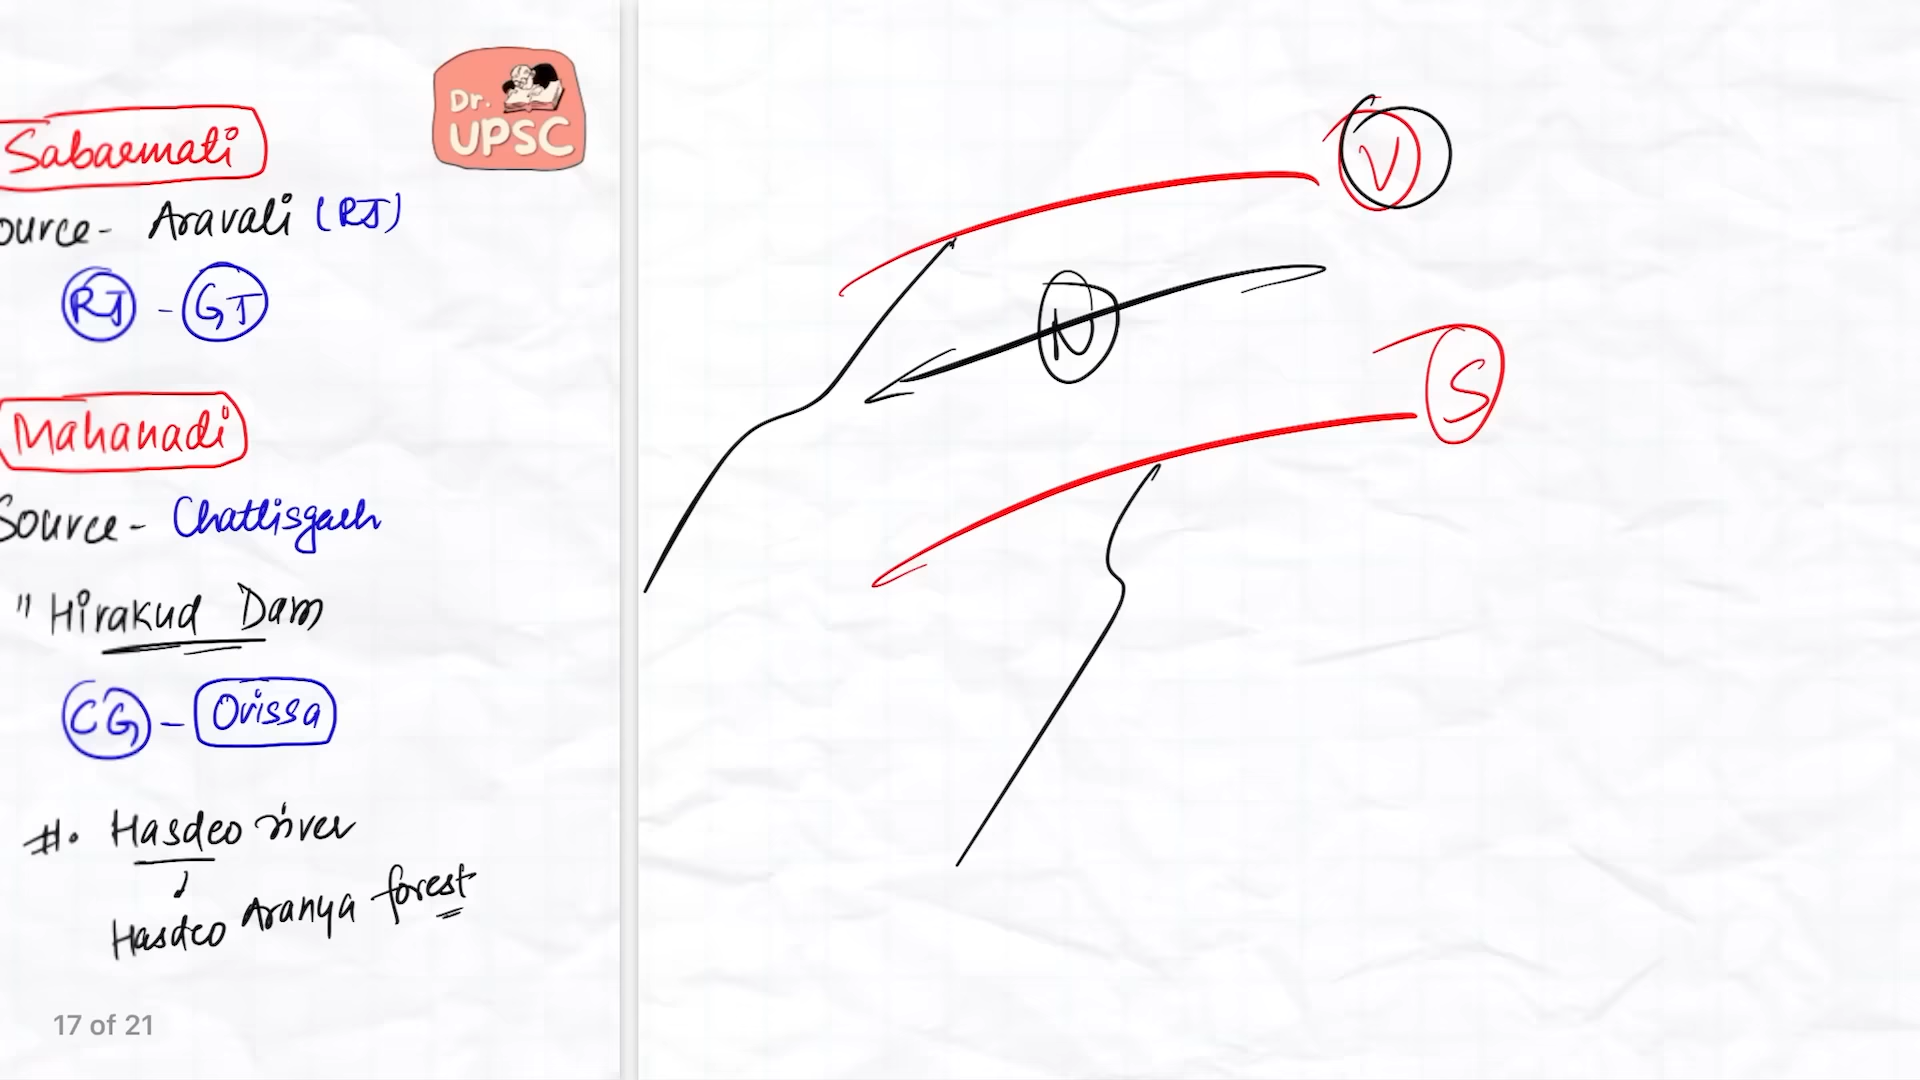 Dr.
UPSC
Sabarmati
ource - Aravali (RJ)
RJ - GJ
Mahanadi
Source - Chattisgarh
" Hirakud Dam
CG - Orissa
#. Hasdeo river
Hasdeo Aranya forest
17 of 21
V
N
S